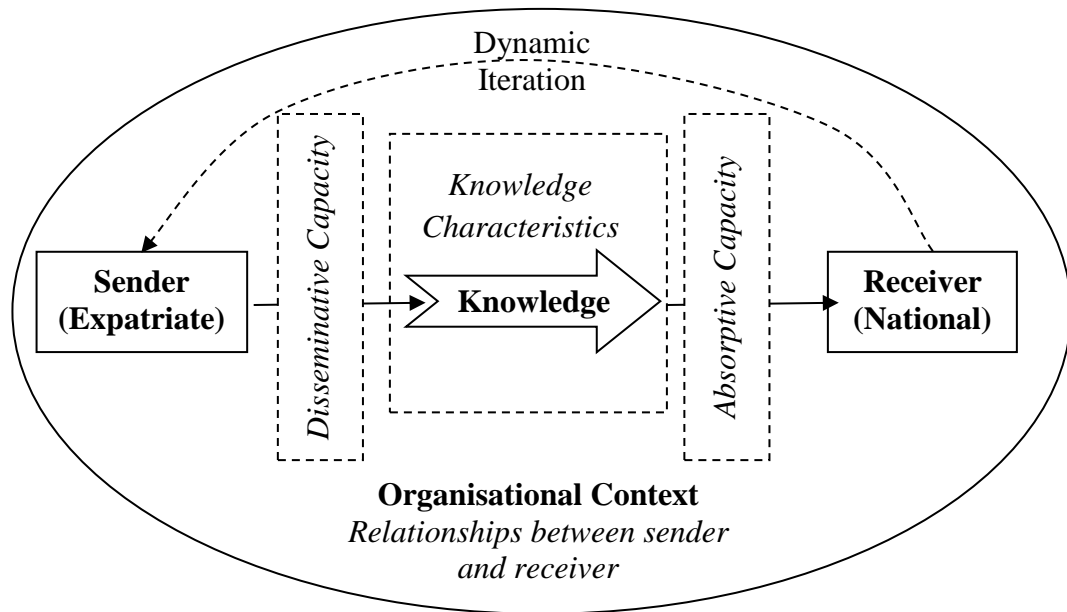 Dynamic
Iteration
Sender
(Expatriate)
Disseminative Capacity
Knowledge
Characteristics
Knowledge
Absorptive Capacity
Receiver
(National)
Organisational Context
Relationships between sender
and receiver